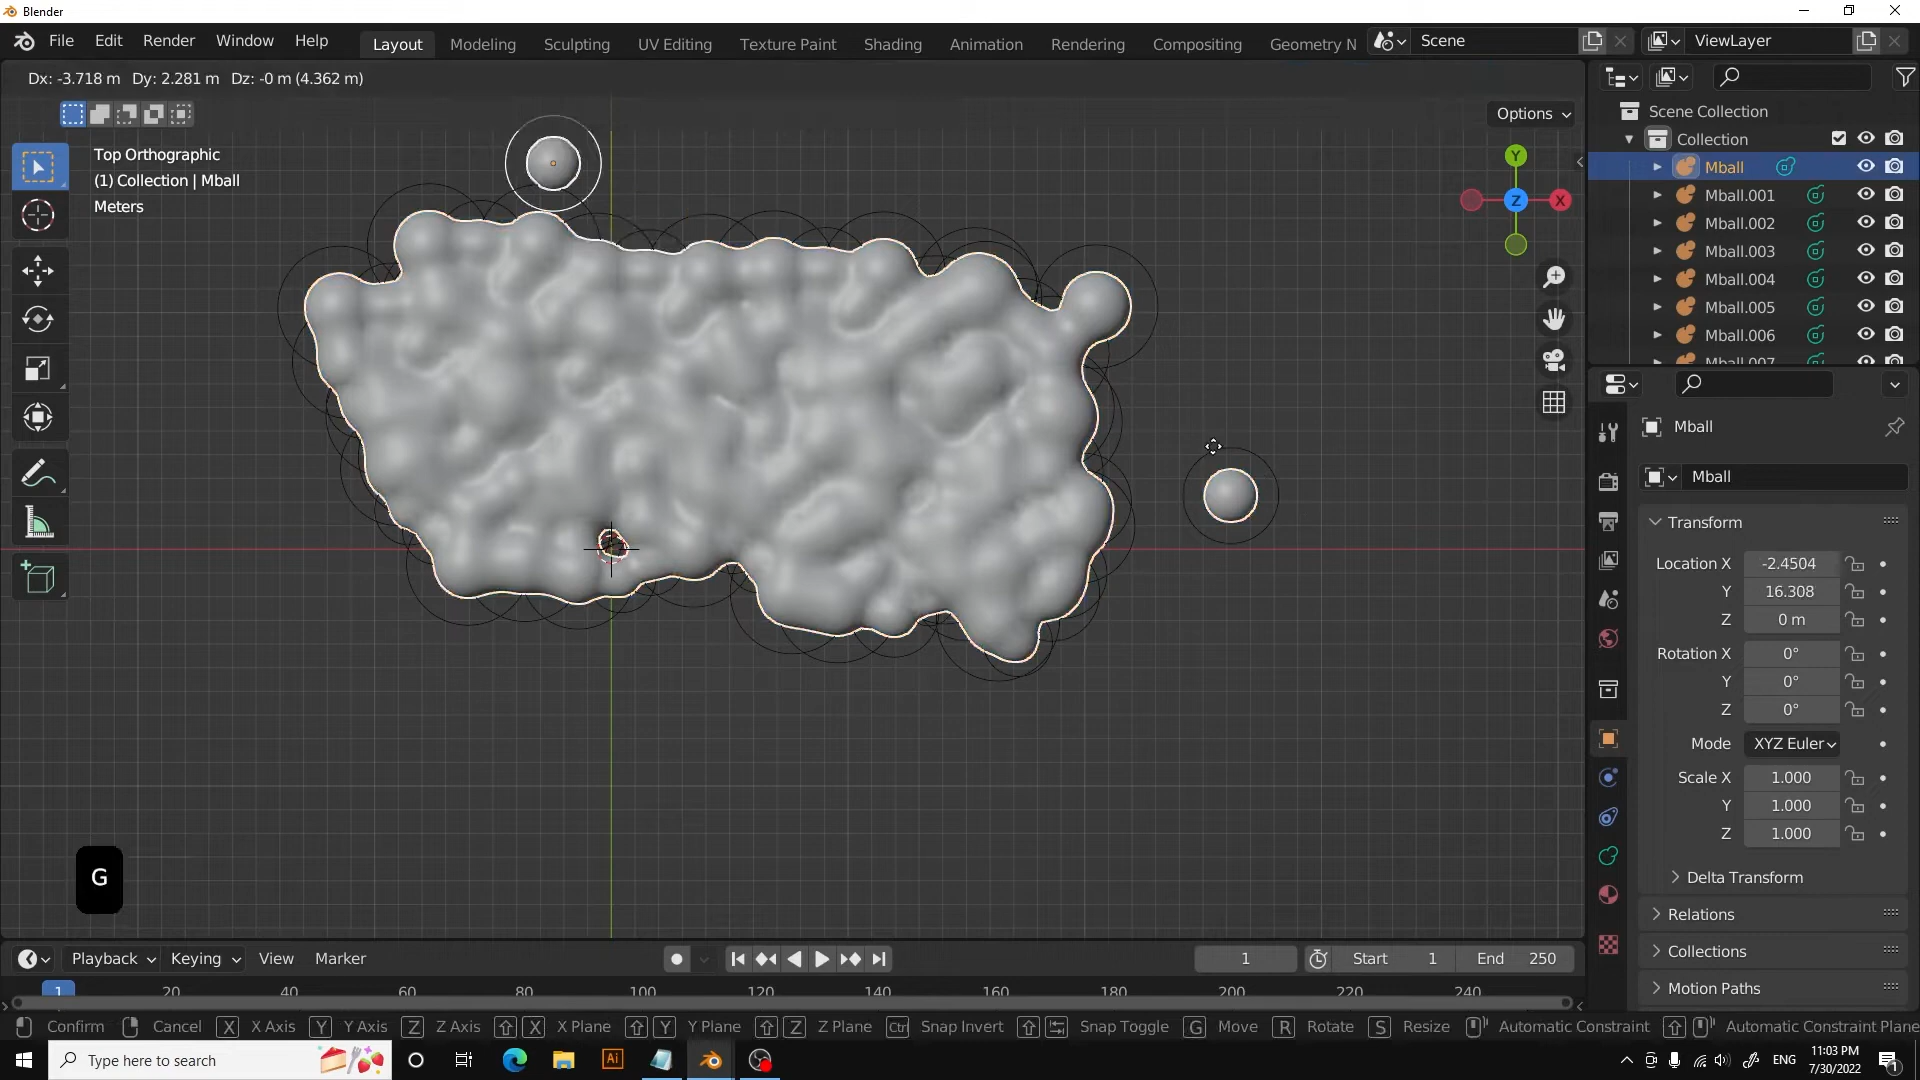 Blender
File Edit Render Window Help Layout Modeling Sculpting UV Editing Texture Paint Shading Animation Rendering Compositing Geometry N Scene ViewLayer
Dx: -3.718 m Dy: 2.281 m Dz: -0 m (4.362 m)
Options
Top Orthographic
(1) Collection | Mball
Meters
Y
Z
X
Scene Collection
Collection
Mball
Mball.001
Mball.002
Mball.003
Mball.004
Mball.005
Mball.006
Mball.007
Mball
Mball
Transform
Location X -2.4504
Y 16.308
Z 0 m
Rotation X 0°
Y 0°
Z 0°
Mode XYZ Euler
Scale X 1.000
Y 1.000
Z 1.000
Delta Transform
Relations
Collections
Motion Paths
G
Playback Keying View Marker 1 Start 1 End 250
1 20 40 60 80 100 120 140 160 180 200 220 240
Confirm Cancel X X Axis Y Y Axis Z Z Axis X X Plane Y Y Plane Z Z Plane Ctrl Snap Invert Snap Toggle G Move R Rotate S Resize Automatic Constraint Automatic Constraint Plane
Type here to search Ai ENG 11:03 PM
7/30/2022 1